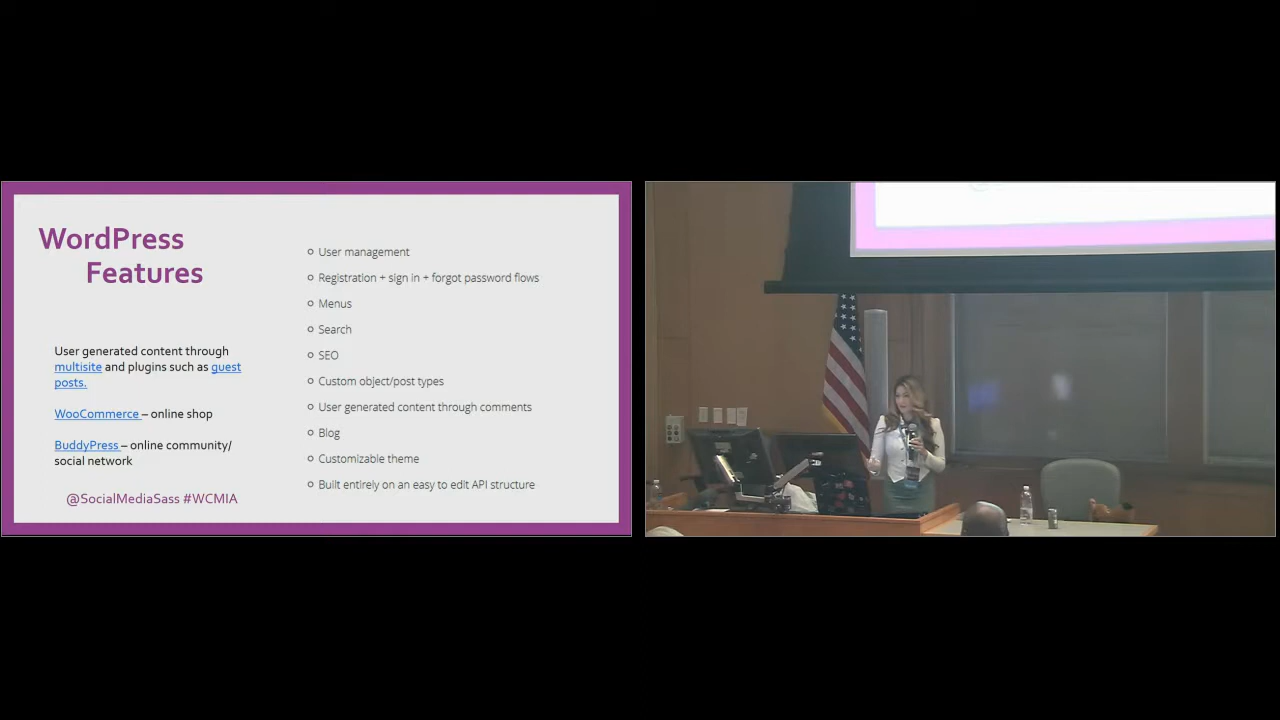 WordPress
Features
User generated content through
multisite and plugins such as guest
posts.
WooCommerce – online shop
BuddyPress – online community/
social network
@SocialMediaSass #WCMIA
User management
Registration + sign in + forgot password flows
Menus
Search
SEO
Custom object/post types
User generated content through comments
Blog
Customizable theme
Built entirely on an easy to edit API structure